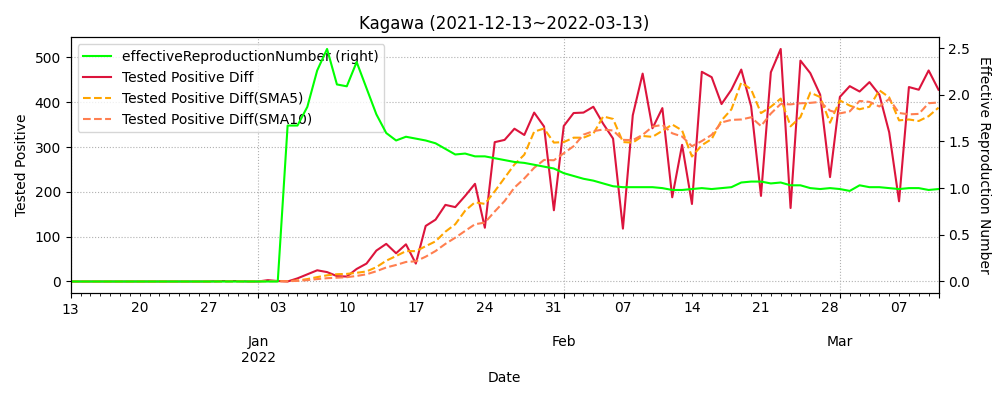 Kagawa (2021-12-13~2022-03-13)
effectiveReproductionNumber (right)
Tested Positive Diff
Tested Positive Diff(SMA5)
Tested Positive Diff(SMA10)
Tested Positive
500
400
300
200
100
0
2.5
2.0
1.5
1.0
0.5
0.0
Effective Reproduction Number
13 20 27 03 10 17 24 31 07 14 21 28 07
Jan Feb Mar
2022
Date